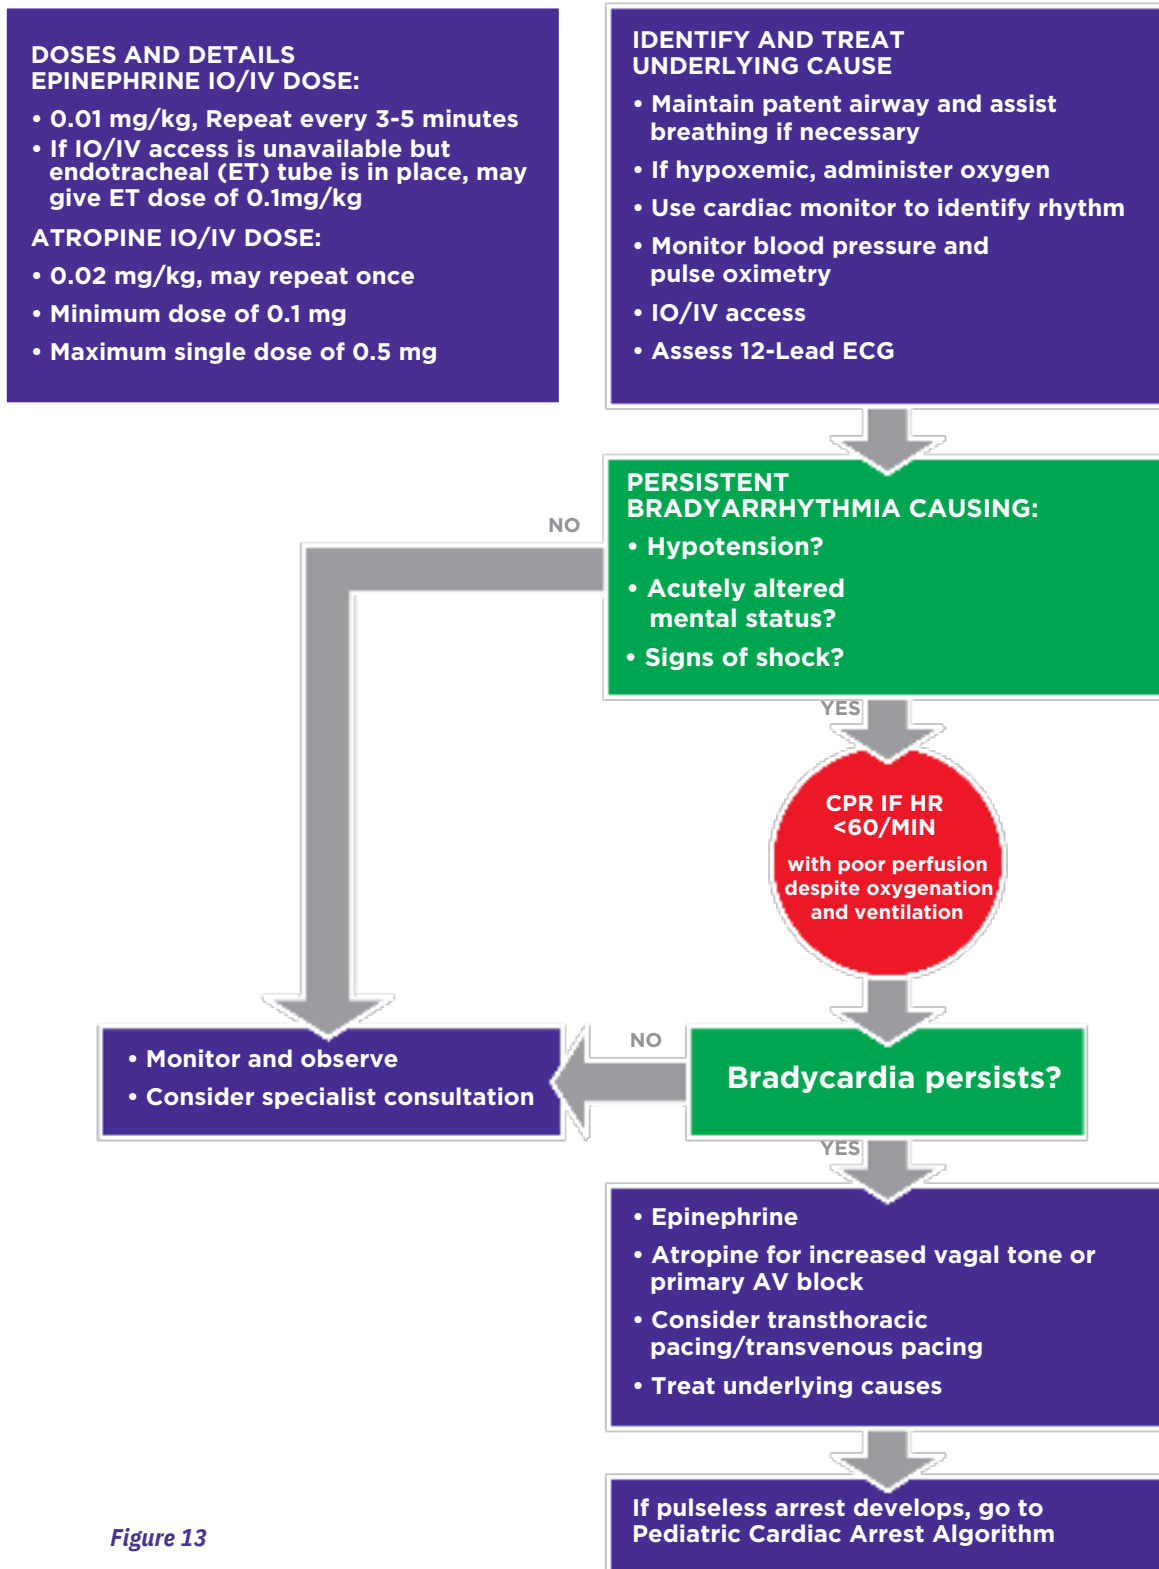 DOSES AND DETAILS
EPINEPHRINE IO/IV DOSE:
• 0.01 mg/kg, Repeat every 3-5 minutes
• If IO/IV access is unavailable but
endotracheal (ET) tube is in place, may
give ET dose of 0.1mg/kg
ATROPINE IO/IV DOSE:
• 0.02 mg/kg, may repeat once
• Minimum dose of 0.1 mg
• Maximum single dose of 0.5 mg
IDENTIFY AND TREAT
UNDERLYING CAUSE
• Maintain patent airway and assist
breathing if necessary
• If hypoxemic, administer oxygen
• Use cardiac monitor to identify rhythm
• Monitor blood pressure and
pulse oximetry
• IO/IV access
• Assess 12-Lead ECG
PERSISTENT
BRADYARRHYTHMIA CAUSING:
• Hypotension?
• Acutely altered
mental status?
• Signs of shock?
NO
YES
CPR IF HR
<60/MIN
with poor perfusion
despite oxygenation
and ventilation
Bradycardia persists?
NO
• Monitor and observe
• Consider specialist consultation
YES
• Epinephrine
• Atropine for increased vagal tone or
primary AV block
• Consider transthoracic
pacing/transvenous pacing
• Treat underlying causes
If pulseless arrest develops, go to
Pediatric Cardiac Arrest Algorithm
Figure 13